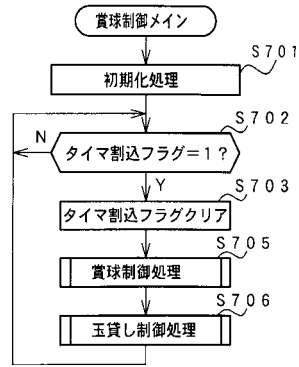 賞球制御メイン
S701
初期化処理
S702
N
タイマ割込フラグ=1?
Y
S703
タイマ割込フラグクリア
S705
賞球制御処理
S706
玉貸し制御処理